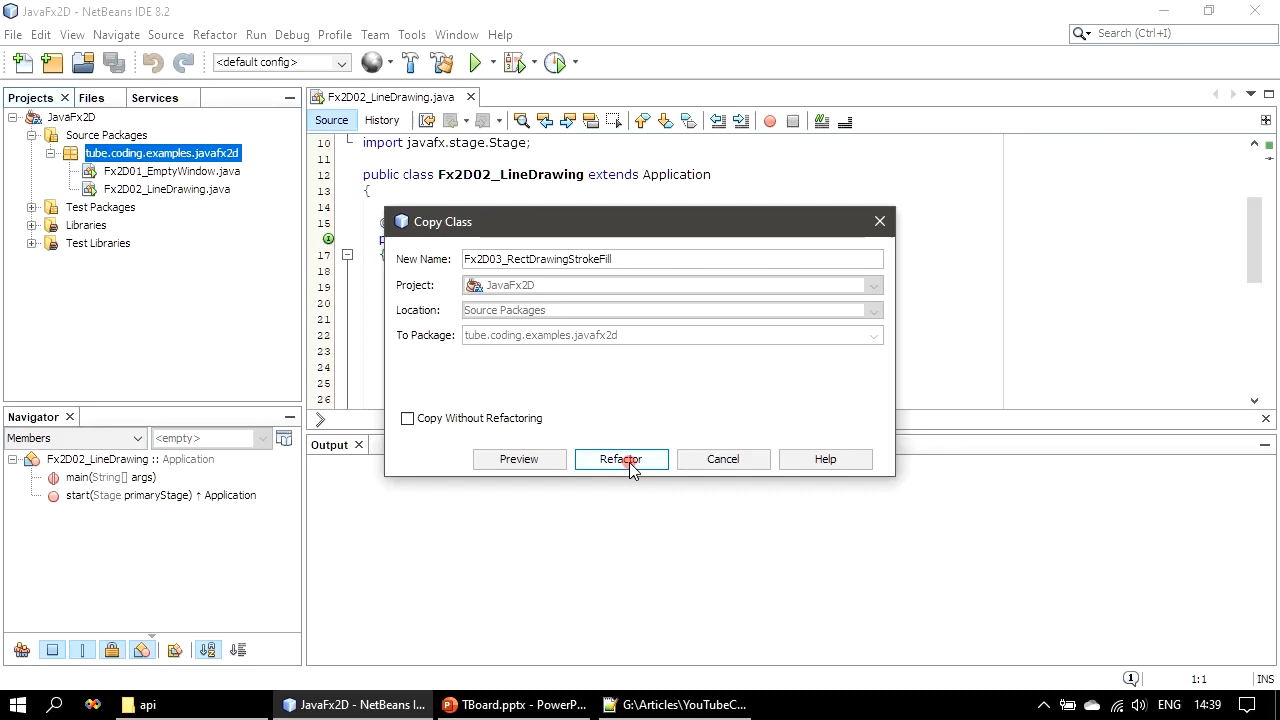 JavaFx2D - NetBeans IDE 8.2
File Edit View Navigate Source Refactor Run Debug Profile Team Tools Window Help
Search (Ctrl+I)
<default config>
Projects
Files
Services
JavaFx2D
Source Packages
tube.coding.examples.javafx2d
Fx2D01_EmptyWindow.java
Fx2D02_LineDrawing.java
Test Packages
Libraries
Test Libraries
Navigator
Members
<empty>
Fx2D02_LineDrawing :: Application
main(String[] args)
start(Stage primaryStage) ↑ Application
Fx2D02_LineDrawing.java
Source History
10 import javafx.stage.Stage;
11
12 public class Fx2D02_LineDrawing extends Application
13 {
14
15
17
18
19
20
21
22
23
24
25
26
Copy Class
New Name: Fx2D03_RectDrawingStrokeFill
Project: JavaFx2D
Location: Source Packages
To Package: tube.coding.examples.javafx2d
Copy Without Refactoring
Preview Refactor Cancel Help
Output
1
1:1
INS
api
JavaFx2D - NetBeans I...
TBoard.pptx - PowerP...
G:\Articles\YouTubeC...
ENG
14:39